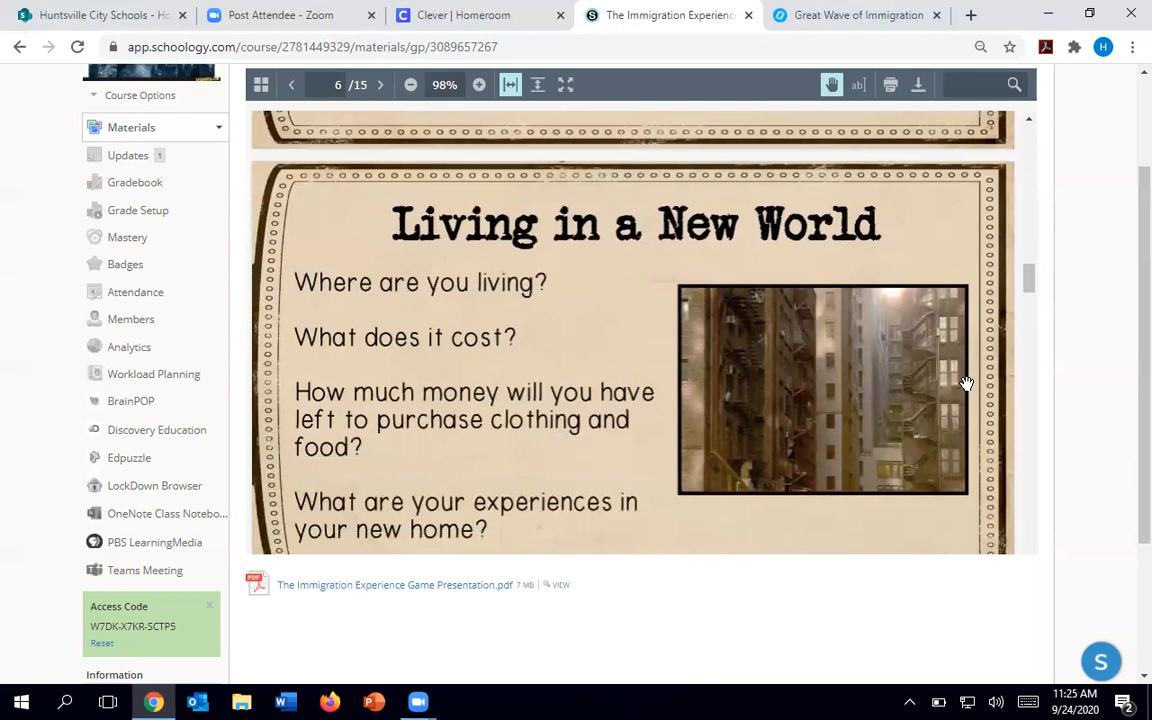 Huntsville City Schools - Ho
Post Attendee - Zoom
Clever | Homeroom
The Immigration Experience
Great Wave of Immigration
app.schoology.com/course/2781449329/materials/gp/3089657267
H
Course Options
Materials
Updates 1
Gradebook
Grade Setup
Mastery
Badges
Attendance
Members
Analytics
Workload Planning
BrainPOP
Discovery Education
Edpuzzle
LockDown Browser
OneNote Class Notebo...
PBS LearningMedia
Teams Meeting
Access Code
W7DK-X7KR-SCTP5
Reset
Information
6 /15
98%
Living in a New World
Where are you living?
What does it cost?
How much money will you have
left to purchase clothing and
food?
What are your experiences in
your new home?
The Immigration Experience Game Presentation.pdf 7 MB | VIEW
S
11:25 AM
9/24/2020
2